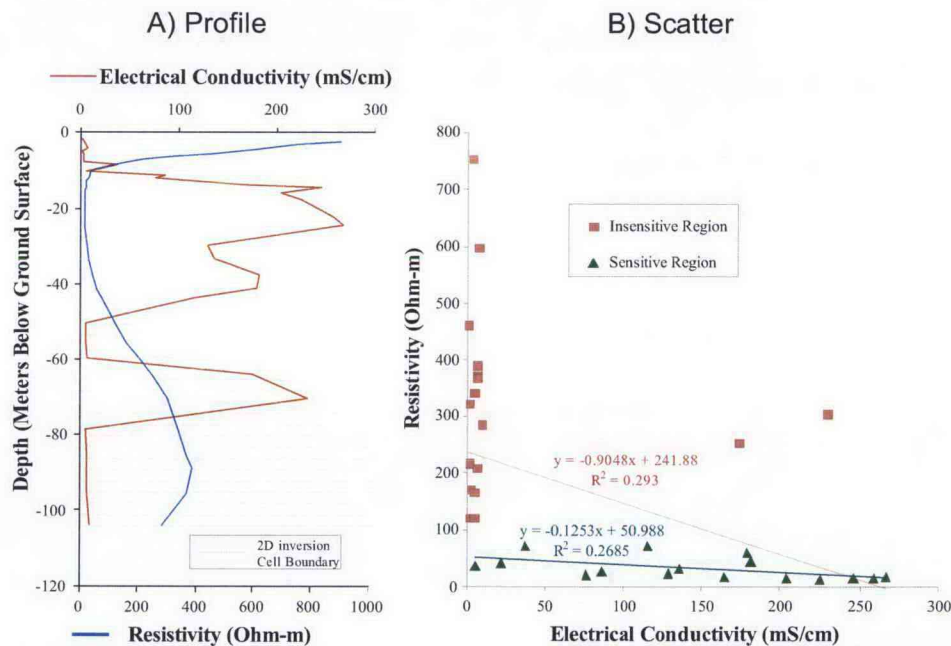 A) Profile
Electrical Conductivity (mS/cm)
0 100 200 300
Depth (Meters Below Ground Surface)
0
-20
-40
-60
-80
-100
-120
2D inversion
Cell Boundary
0 200 400 600 800 1000
Resistivity (Ohm-m)
B) Scatter
Resistivity (Ohm-m)
800
700
600
500
400
300
200
100
0
Insensitive Region
Sensitive Region
y = -0.9048x + 241.88
R² = 0.293
y = -0.1253x + 50.988
R² = 0.2685
0 50 100 150 200 250 300
Electrical Conductivity (mS/cm)